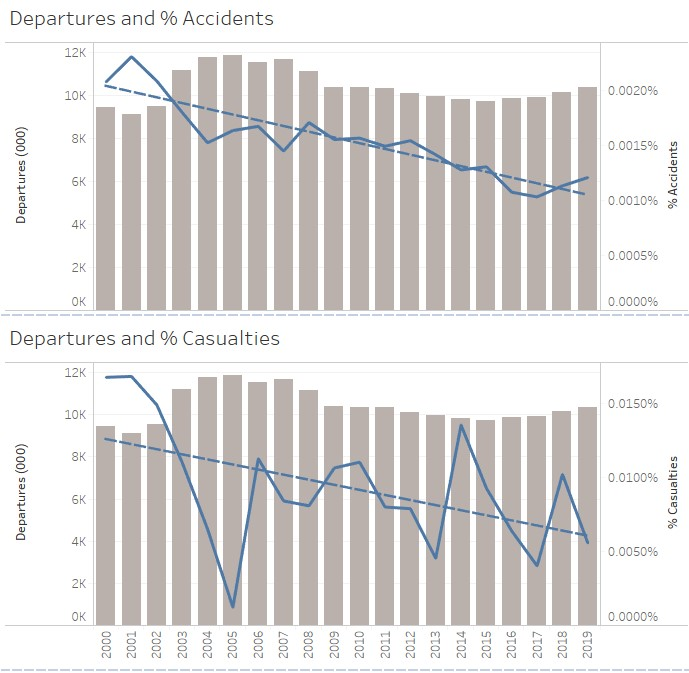 Departures and % Accidents
12K
10K
8K
6K
4K
2K
0K
Departures (000)
0.0020%
0.0015%
0.0010%
0.0005%
0.0000%
% Accidents
Departures and % Casualties
12K
10K
8K
6K
4K
2K
0K
Departures (000)
0.0150%
0.0100%
0.0050%
0.0000%
% Casualties
2000
2001
2002
2003
2004
2005
2006
2007
2008
2009
2010
2011
2012
2013
2014
2015
2016
2017
2018
2019